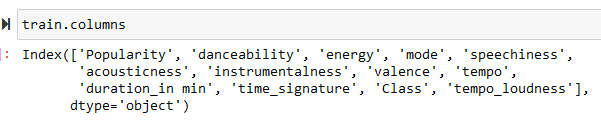 train.columns
: Index(['Popularity', 'danceability', 'energy', 'mode', 'speechiness',
'acousticness', 'instrumentalness', 'valence', 'tempo',
'duration_in min', 'time_signature', 'Class', 'tempo_loudness'],
dtype='object')